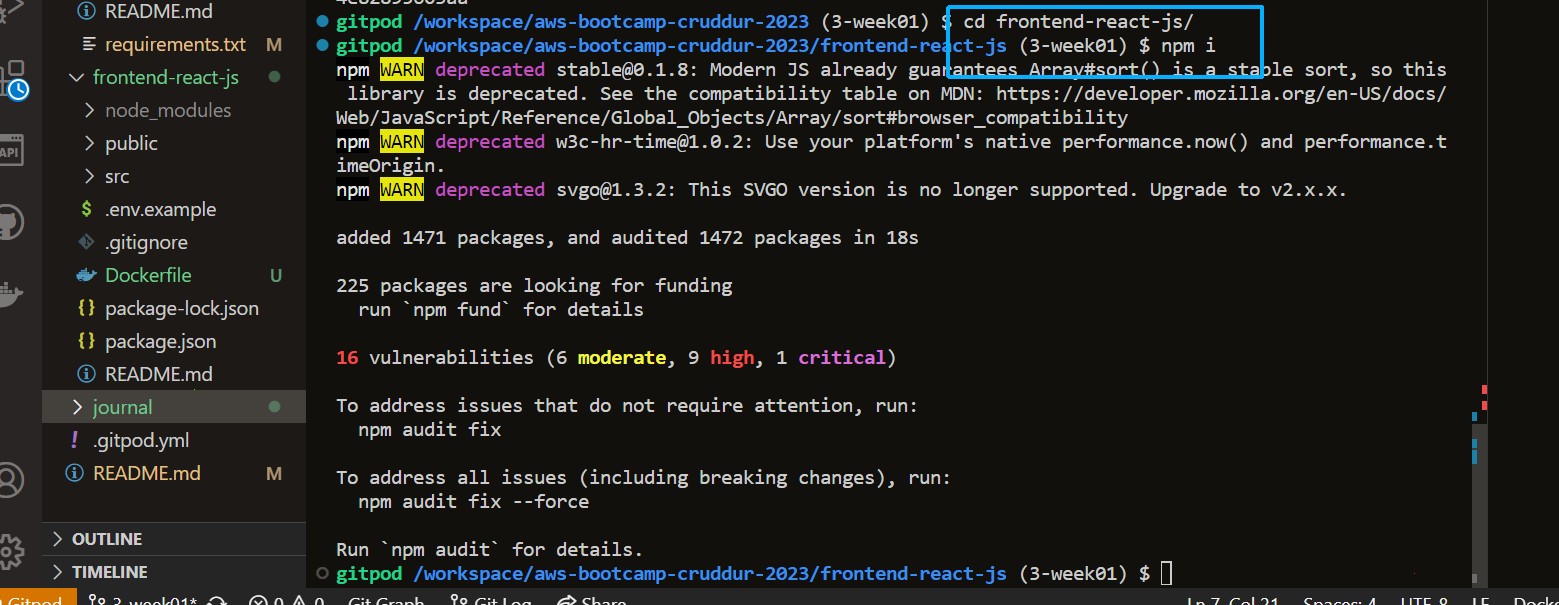 README.md
requirements.txt M
frontend-react-js
node_modules
public
src
.env.example
.gitignore
Dockerfile U
package-lock.json
package.json
README.md
journal
.gitpod.yml
README.md M
OUTLINE
TIMELINE
API
gitpod /workspace/aws-bootcamp-cruddur-2023 (3-week01) $ cd frontend-react-js/
gitpod /workspace/aws-bootcamp-cruddur-2023/frontend-react-js (3-week01) $ npm i
npm WARN deprecated stable@0.1.8: Modern JS already guarantees Array#sort() is a stable sort, so this
library is deprecated. See the compatibility table on MDN: https://developer.mozilla.org/en-US/docs/
Web/JavaScript/Reference/Global_Objects/Array/sort#browser_compatibility
npm WARN deprecated w3c-hr-time@1.0.2: Use your platform's native performance.now() and performance.t
imeOrigin.
npm WARN deprecated svgo@1.3.2: This SVGO version is no longer supported. Upgrade to v2.x.x.
added 1471 packages, and audited 1472 packages in 18s
225 packages are looking for funding
run `npm fund` for details
16 vulnerabilities (6 moderate, 9 high, 1 critical)
To address issues that do not require attention, run:
npm audit fix
To address all issues (including breaking changes), run:
npm audit fix --force
Run `npm audit` for details.
gitpod /workspace/aws-bootcamp-cruddur-2023/frontend-react-js (3-week01) $
Gitpod 3-week01* 0 0 Git Graph Git Log Share Ln 7, Col 21 Spaces: 4 UTF-8 LF